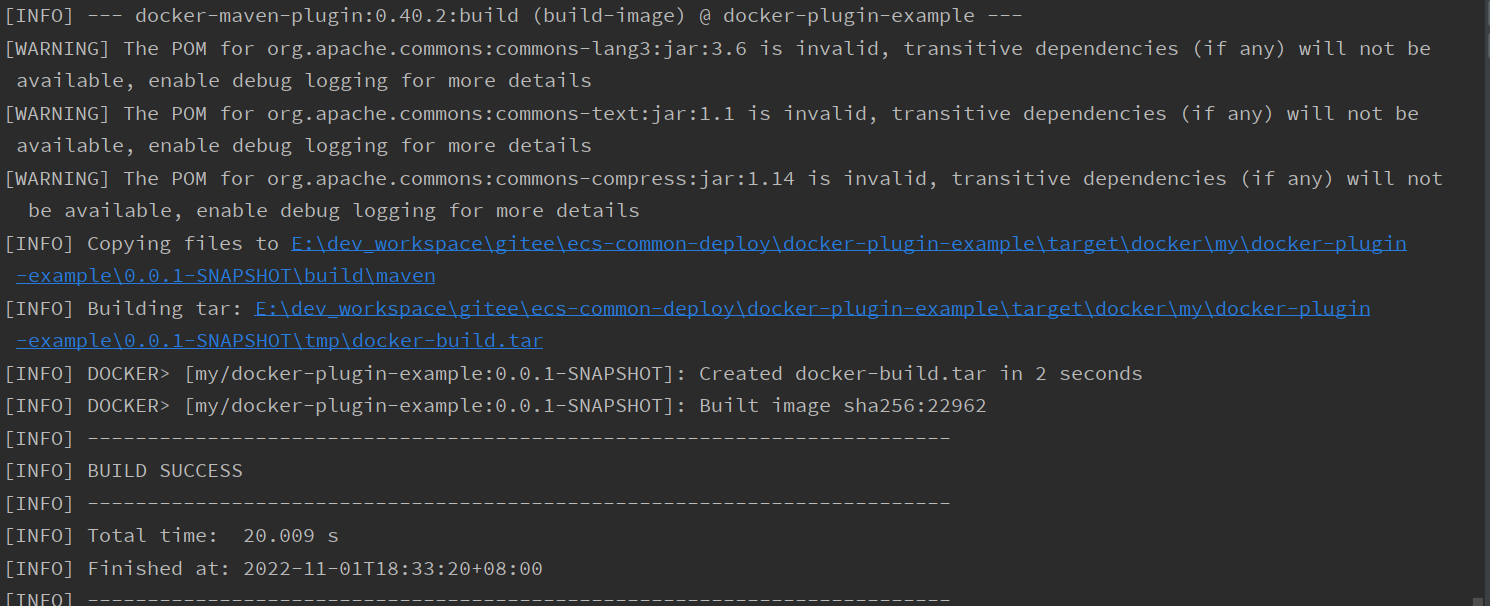 [INFO] --- docker-maven-plugin:0.40.2:build (build-image) @ docker-plugin-example ---
[WARNING] The POM for org.apache.commons:commons-lang3:jar:3.6 is invalid, transitive dependencies (if any) will not be
available, enable debug logging for more details
[WARNING] The POM for org.apache.commons:commons-text:jar:1.1 is invalid, transitive dependencies (if any) will not be
available, enable debug logging for more details
[WARNING] The POM for org.apache.commons:commons-compress:jar:1.14 is invalid, transitive dependencies (if any) will not
be available, enable debug logging for more details
[INFO] Copying files to E:\dev_workspace\gitee\ecs-common-deploy\docker-plugin-example\target\docker\my\docker-plugin
-example\0.0.1-SNAPSHOT\build\maven
[INFO] Building tar: E:\dev_workspace\gitee\ecs-common-deploy\docker-plugin-example\target\docker\my\docker-plugin
-example\0.0.1-SNAPSHOT\tmp\docker-build.tar
[INFO] DOCKER> [my/docker-plugin-example:0.0.1-SNAPSHOT]: Created docker-build.tar in 2 seconds
[INFO] DOCKER> [my/docker-plugin-example:0.0.1-SNAPSHOT]: Built image sha256:22962
[INFO] ------------------------------------------------------------------------
[INFO] BUILD SUCCESS
[INFO] ------------------------------------------------------------------------
[INFO] Total time:  20.009 s
[INFO] Finished at: 2022-11-01T18:33:20+08:00
[INFO] ------------------------------------------------------------------------